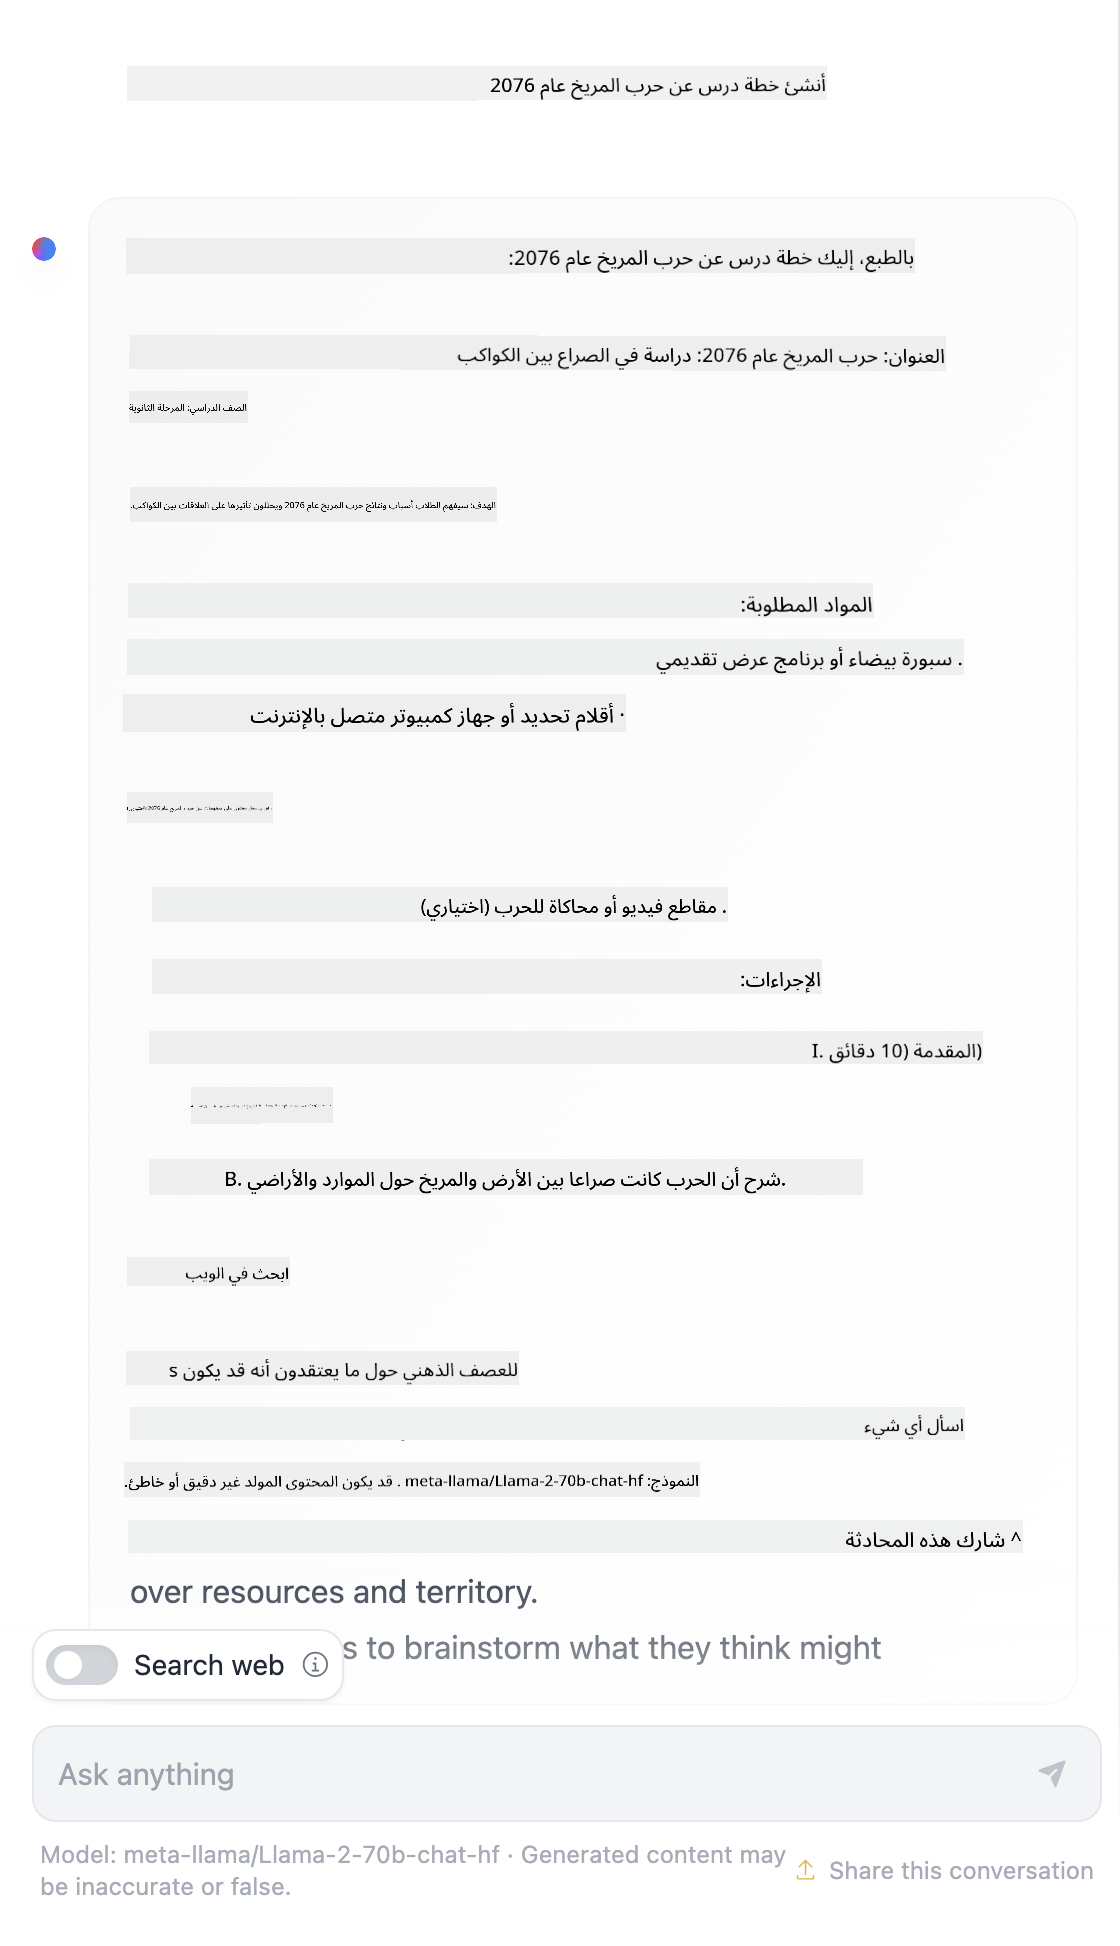 أنشئ خطة درس عن حرب المريخ عام 2076
بالطبع، إليك خطة درس عن حرب المريخ عام 2076:
العنوان: حرب المريخ عام 2076: دراسة في الصراع بين الكواكب
الصف الدراسي: المرحلة الثانوية
الهدف: سيفهم الطلاب أسباب ونتائج حرب المريخ عام 2076 ويحللون تأثيرها على العلاقات بين الكواكب.
المواد المطلوبة:
. سبورة بيضاء أو برنامج عرض تقديمي
· أقلام تحديد أو جهاز كمبيوتر متصل بالإنترنت
. مقاطع فيديو أو محاكاة للحرب (اختياري)
الإجراءات:
(المقدمة (10 دقائق .I
.شرح أن الحرب كانت صراعا بين الأرض والمريخ حول الموارد والأراضي .B
ابحث في الويب
للعصف الذهني حول ما يعتقدون أنه قد يكون s
اسأل أي شيء
النموذج: meta-llama/Llama-2-70b-chat-hf . قد يكون المحتوى المولد غير دقيق أو خاطئ.
^ شارك هذه المحادثة
over resources and territory.
s to brainstorm what they think might
Search web
Ask anything
Model: meta-llama/Llama-2-70b-chat-hf · Generated content may
be inaccurate or false.
Share this conversation